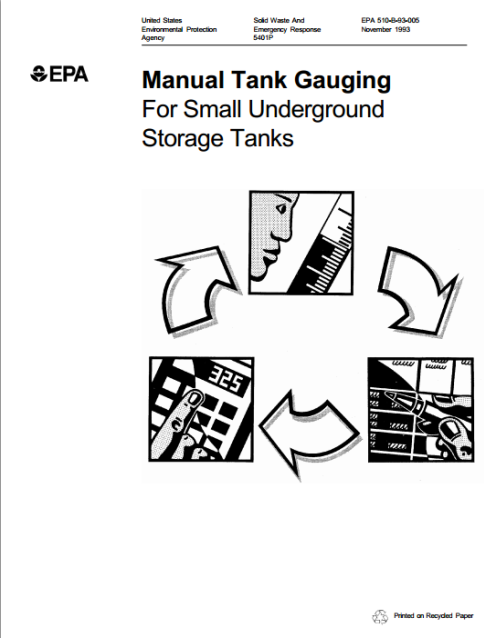 United States
Environmental Protection
Agency
Solid Waste And
Emergency Response
5401P
EPA 510-B-93-005
November 1993
EPA
Manual Tank Gauging
For Small Underground
Storage Tanks
325
Printed on Recycled Paper